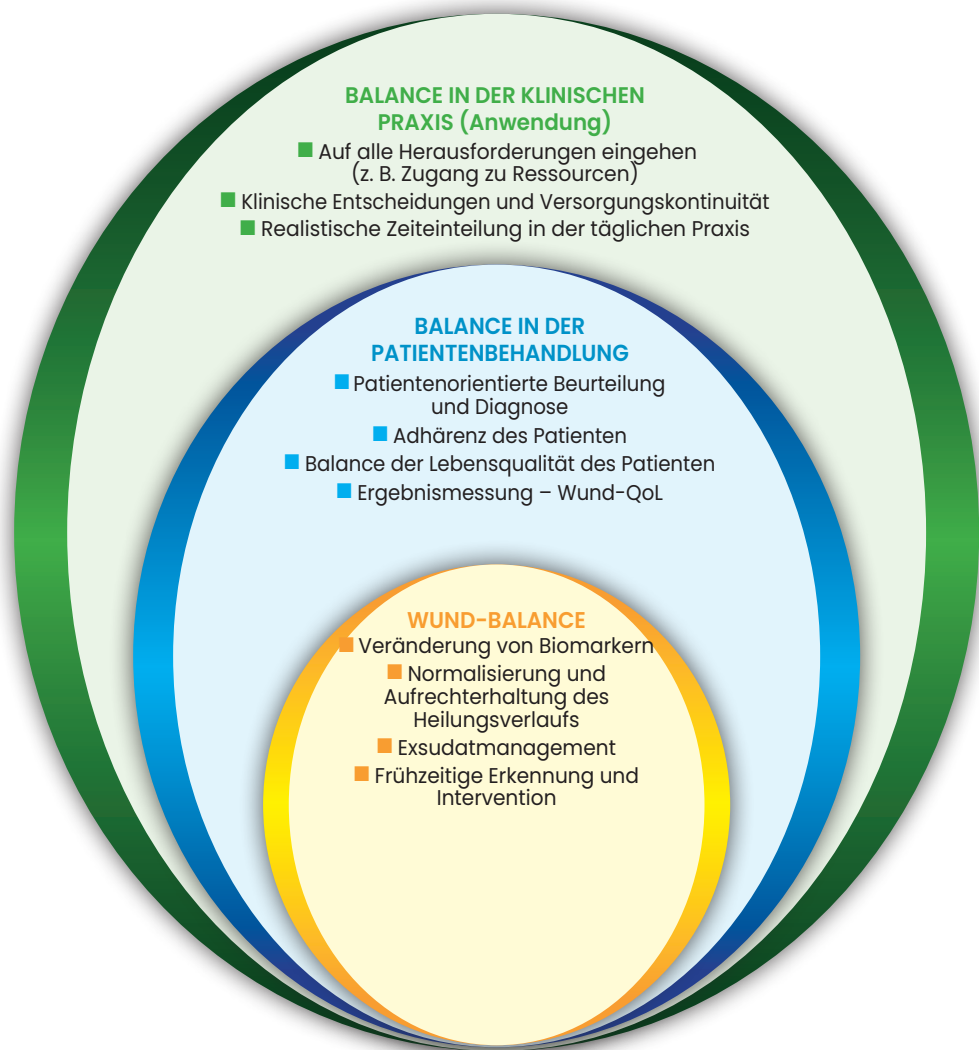 BALANCE IN DER KLINISCHEN
PRAXIS (Anwendung)
■ Auf alle Herausforderungen eingehen
(z. B. Zugang zu Ressourcen)
■ Klinische Entscheidungen und Versorgungskontinuität
■ Realistische Zeiteinteilung in der täglichen Praxis
BALANCE IN DER
PATIENTENBEHANDLUNG
■ Patientenorientierte Beurteilung
und Diagnose
■ Adhärenz des Patienten
■ Balance der Lebensqualität des Patienten
■ Ergebnismessung – Wund-QoL
WUND-BALANCE
■ Veränderung von Biomarkern
■ Normalisierung und
Aufrechterhaltung des
Heilungsverlaufs
■ Exsudatmanagement
■ Frühzeitige Erkennung und
Intervention